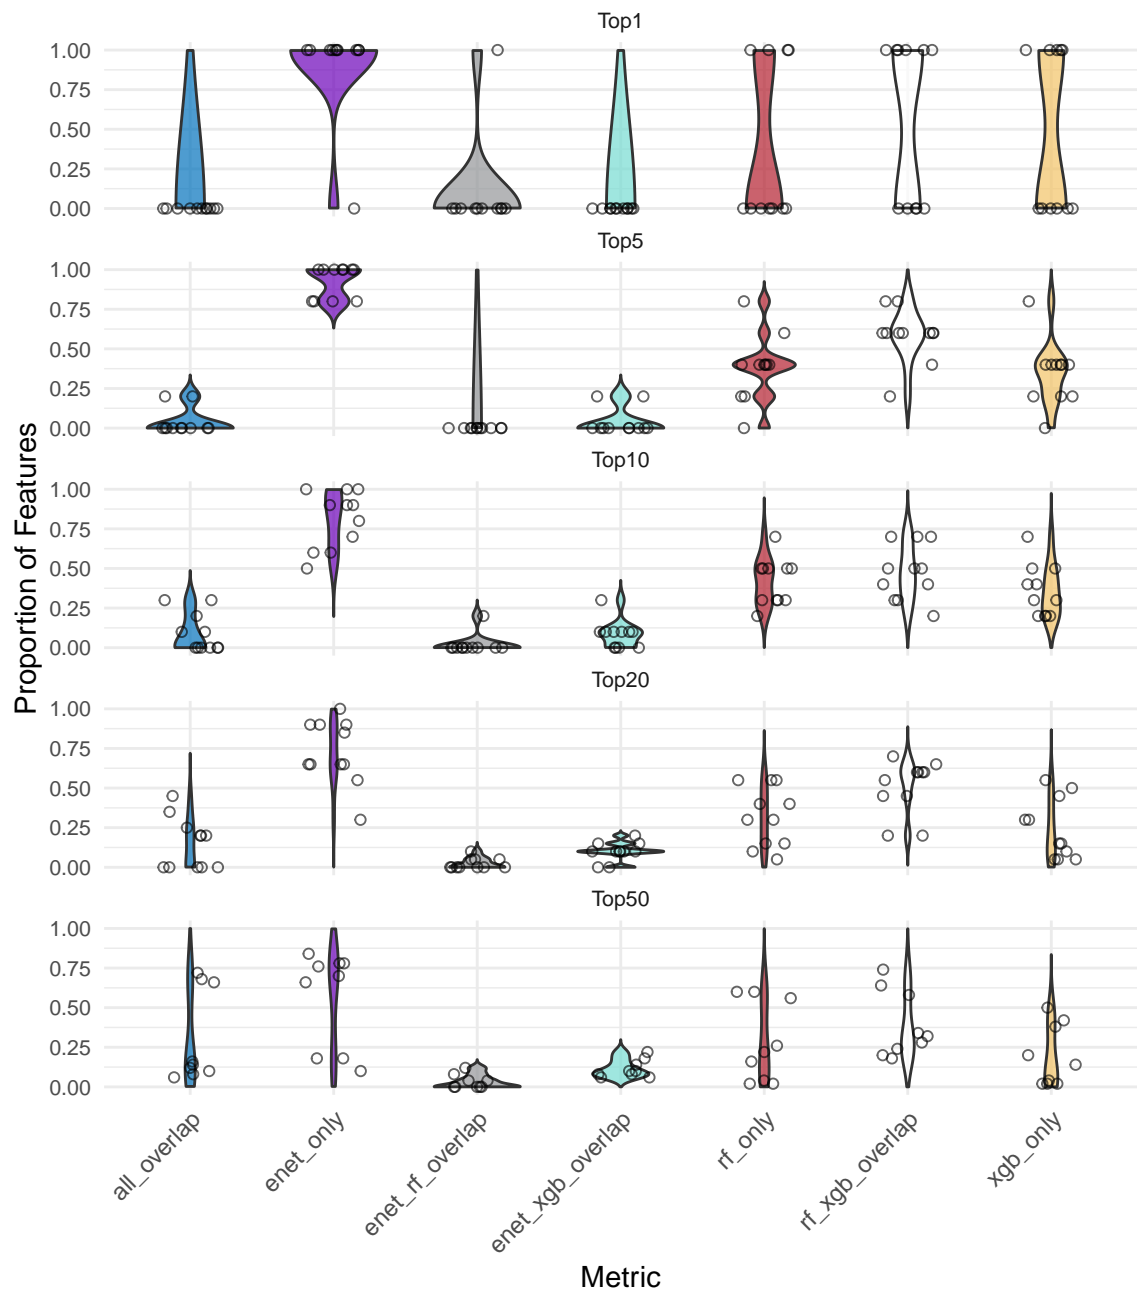 Top1
1.00
0.75
0.50
0.25
0.00
Top5
1.00
0.75
0.50
0.25
0.00
Top10
1.00
0.75
0.50
0.25
0.00
Top20
1.00
0.75
0.50
0.25
0.00
Top50
1.00
0.75
0.50
0.25
0.00
Proportion of Features
all_overlap
enet_only
enet_rf_overlap
enet_xgb_overlap
rf_only
rf_xgb_overlap
xgb_only
Metric